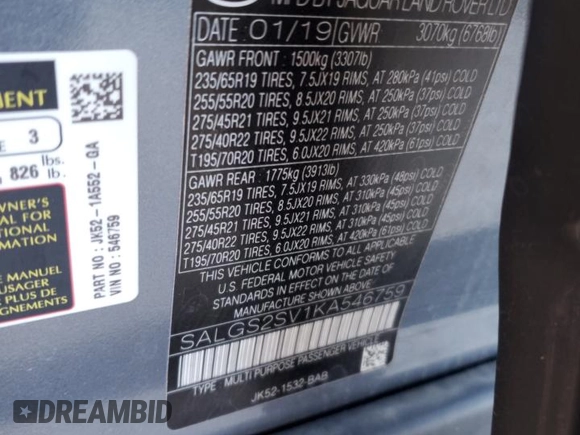 MFD BY JAGUAR LAND ROVER LTD
DATE 01/19 GVWR 3070kg (6768lb)
GAWR FRONT : 1500kg (3307lb)
235/65R19 TIRES, 7.5JX19 RIMS, AT 280kPa (41psi) COLD
255/55R20 TIRES, 8.5JX20 RIMS, AT 250kPa (37psi) COLD
275/45R21 TIRES, 9.5JX21 RIMS, AT 250kPa (37psi) COLD
275/40R22 TIRES, 9.5JX22 RIMS, AT 250kPa (37psi) COLD
T195/70R20 TIRES, 6.0JX20 RIMS, AT 420kPa (61psi) COLD
GAWR REAR : 1775kg (3913lb)
235/65R19 TIRES, 7.5JX19 RIMS, AT 330kPa (48psi) COLD
255/55R20 TIRES, 8.5JX20 RIMS, AT 310kPa (45psi) COLD
275/45R21 TIRES, 9.5JX21 RIMS, AT 310kPa (45psi) COLD
275/40R22 TIRES, 9.5JX22 RIMS, AT 310kPa (45psi) COLD
T195/70R20 TIRES, 6.0JX20 RIMS, AT 420kPa (61psi) COLD
THIS VEHICLE CONFORMS TO ALL APPLICABLE
U.S. FEDERAL MOTOR VEHICLE SAFETY
STANDARDS IN EFFECT ON THE DATE OF
MANUFACTURE SHOWN ABOVE
SALGS2SV1KA546759
TYPE: MULTI PURPOSE PASSENGER VEHICLE
JK52-1532-BAB
3
lbs.
826
lb.
OWNER'S
MANUAL FOR
ADDITIONAL
INFORMATION
LE MANUEL
USAGER
PLUS DE
PART NO : JK52-1A552-GA
VIN NO : 546759
DREAMBID